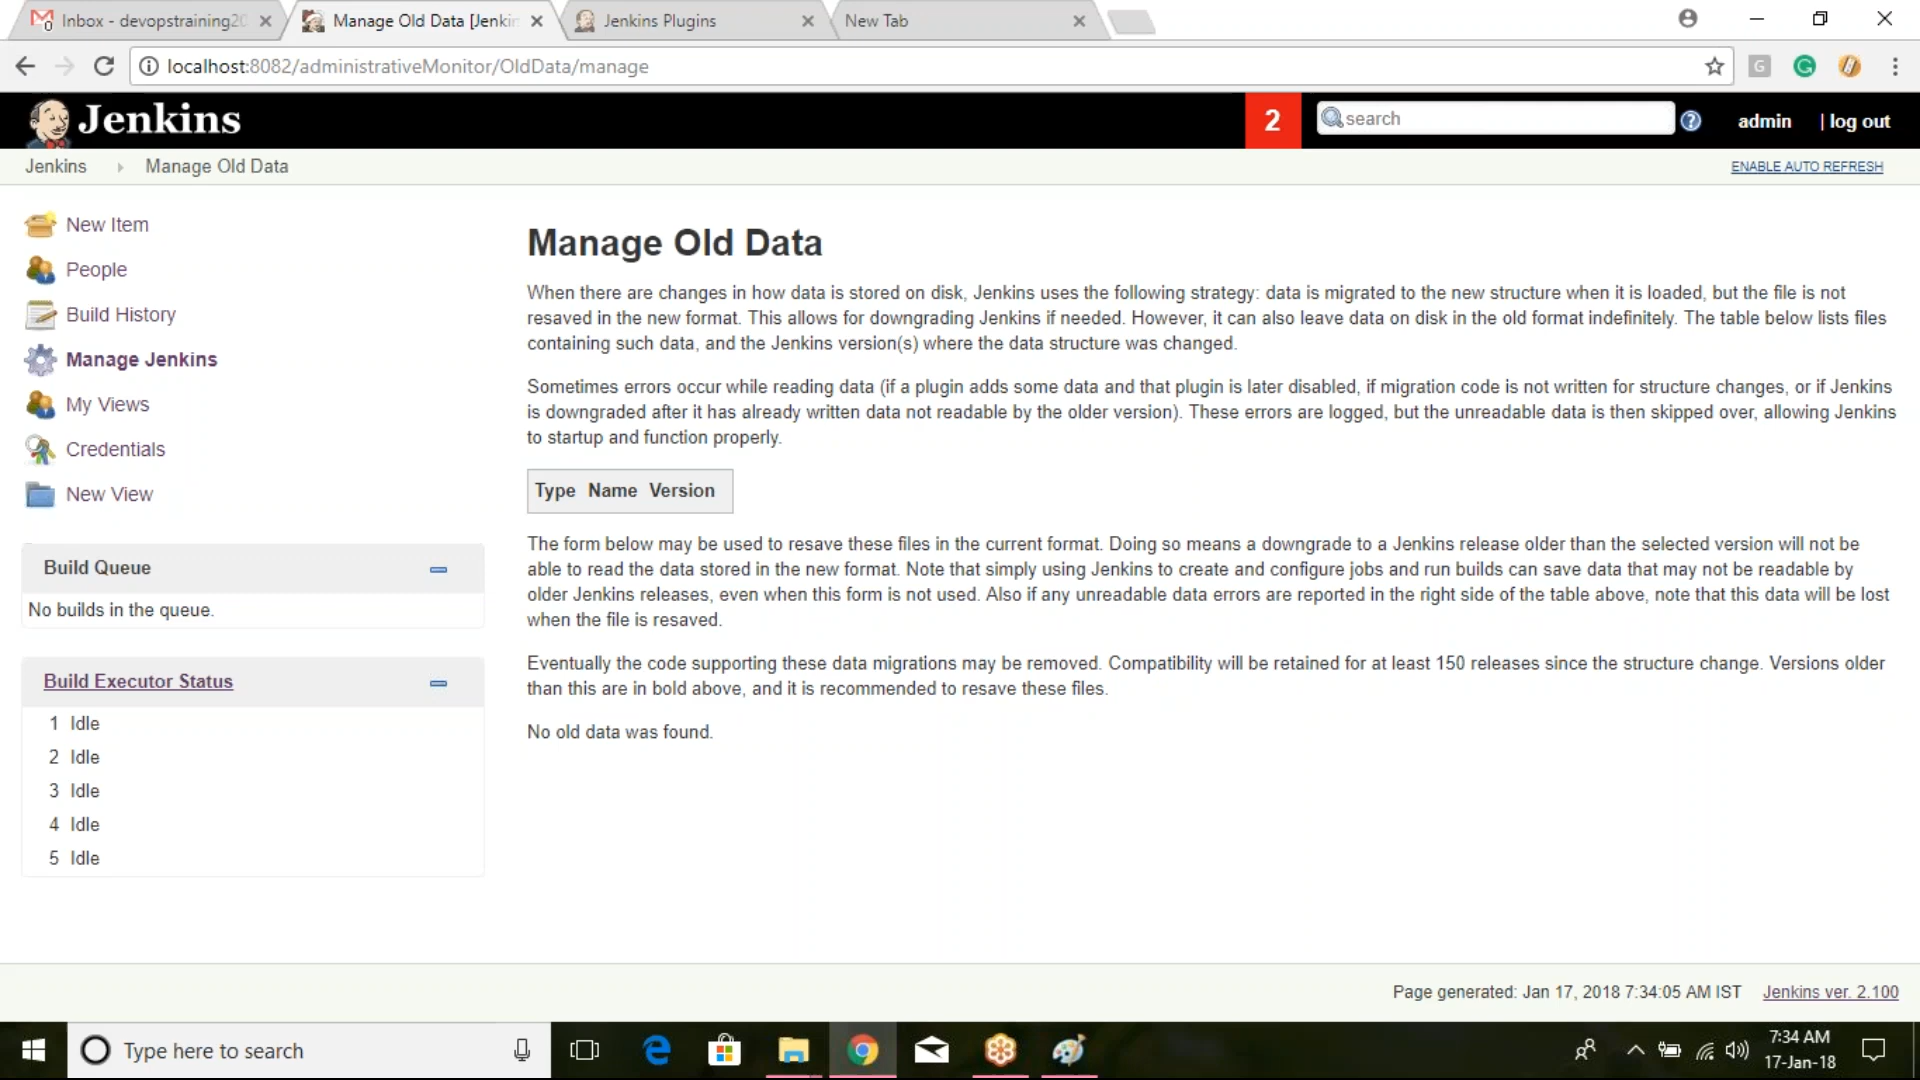 Inbox - devopstraining20
Manage Old Data [Jenkin
Jenkins Plugins
New Tab
localhost:8082/administrativeMonitor/OldData/manage
Jenkins
2
search
admin
| log out
Jenkins
Manage Old Data
ENABLE AUTO REFRESH
New Item
People
Build History
Manage Jenkins
My Views
Credentials
New View
Build Queue
No builds in the queue.
Build Executor Status
1 Idle
2 Idle
3 Idle
4 Idle
5 Idle
Manage Old Data
When there are changes in how data is stored on disk, Jenkins uses the following strategy: data is migrated to the new structure when it is loaded, but the file is not
resaved in the new format. This allows for downgrading Jenkins if needed. However, it can also leave data on disk in the old format indefinitely. The table below lists files
containing such data, and the Jenkins version(s) where the data structure was changed.
Sometimes errors occur while reading data (if a plugin adds some data and that plugin is later disabled, if migration code is not written for structure changes, or if Jenkins
is downgraded after it has already written data not readable by the older version). These errors are logged, but the unreadable data is then skipped over, allowing Jenkins
to startup and function properly.
Type Name Version
The form below may be used to resave these files in the current format. Doing so means a downgrade to a Jenkins release older than the selected version will not be
able to read the data stored in the new format. Note that simply using Jenkins to create and configure jobs and run builds can save data that may not be readable by
older Jenkins releases, even when this form is not used. Also if any unreadable data errors are reported in the right side of the table above, note that this data will be lost
when the file is resaved.
Eventually the code supporting these data migrations may be removed. Compatibility will be retained for at least 150 releases since the structure change. Versions older
than this are in bold above, and it is recommended to resave these files.
No old data was found.
Page generated: Jan 17, 2018 7:34:05 AM IST
Jenkins ver. 2.100
Type here to search
7:34 AM
17-Jan-18